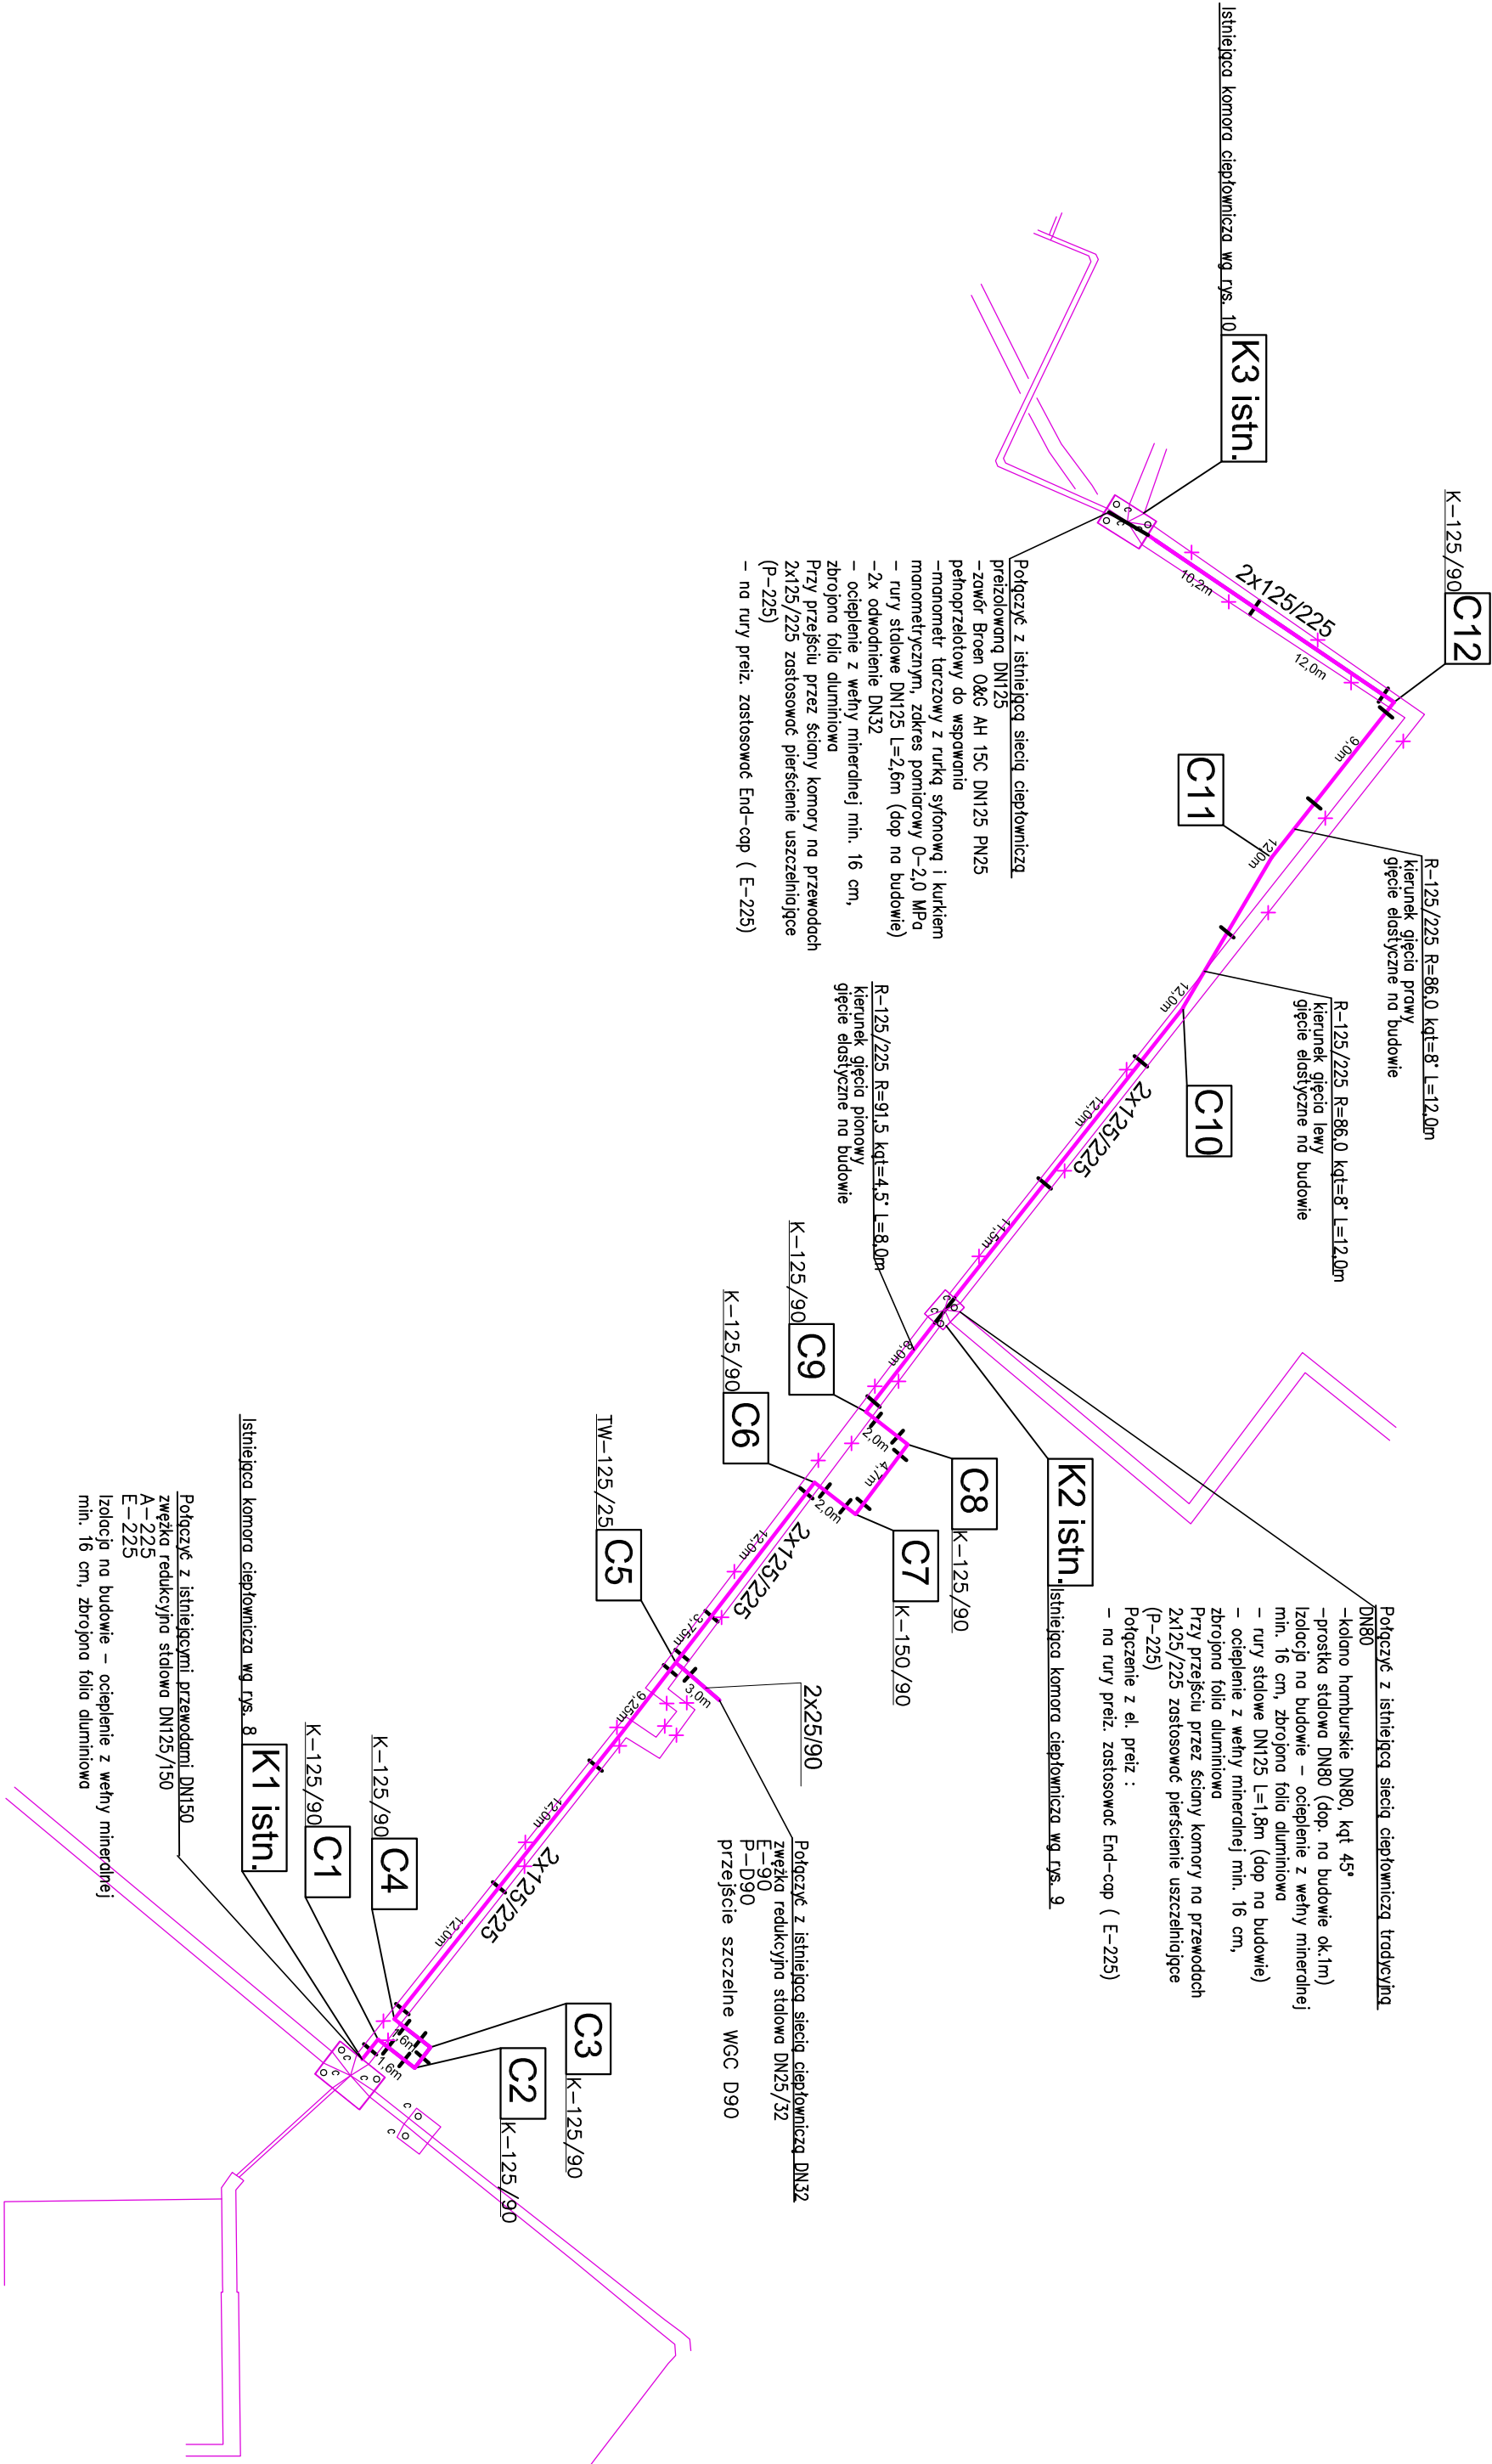 Istniejąca komora ciepłownicza wg rys. 10
K3 istn.
K-125/90
C12
2x125/225
10,2m
12,0m
9,0m
C11
12,0m
R-125/225 R=86,0 kąt=8° L=12,0m
kierunek gięcia prawy
gięcie elastyczne na budowie
R-125/225 R=86,0 kąt=8° L=12,0m
kierunek gięcia lewy
gięcie elastyczne na budowie
12,0m
C10
12,0m
2x125/225
11,5m
Połączyć z istniejącą siecią ciepłowniczą
preizolowaną DN125
-zawór Broen O&G AH 15C DN125 PN25
pełnoprzelotowy do wspawania
-manometr tarczowy z rurką syfonową i kurkiem
manometrycznym, zakres pomiarowy 0-2,0 MPa
- rury stalowe DN125 L=2,6m (dop na budowie)
-2x odwodnienie DN32
- ocieplenie z wełny mineralnej min. 16 cm,
zbrojona folia aluminiowa
Przy przejściu przez ściany komory na przewodach
2x125/225 zastosować pierścienie uszczelniające
(P-225)
- na rury preiz. zastosować End-cap ( E-225)
R-125/225 R=91,5 kąt=4,5° L=8,0m
kierunek gięcia pionowy
gięcie elastyczne na budowie
8,0m
K-125/90
C9
K-125/90
C6
2,0m
4,7m
2,0m
C8
K-125/90
C7
K-150/90
K2 istn.
Istniejąca komora ciepłownicza wg rys. 9
Połączyć z istniejącą siecią ciepłowniczą tradycyjną
DN80
-kolano hamburskie DN80, kąt 45°
-prostka stalowa DN80 (dop. na budowie ok.1m)
Izolacja na budowie - ocieplenie z wełny mineralnej
min. 16 cm, zbrojona folia aluminiowa
- rury stalowe DN125 L=1,8m (dop na budowie)
- ocieplenie z wełny mineralnej min. 16 cm,
zbrojona folia aluminiowa
Przy przejściu przez ściany komory na przewodach
2x125/225 zastosować pierścienie uszczelniające
(P-225)
Połączenie z el. preiz :
- na rury preiz. zastosować End-cap ( E-225)
12,0m
2x125/225
3,75m
TW-125/25
C5
3,0m
2x25/90
9,25m
Połączyć z istniejącą siecią ciepłowniczą DN32
zwężka redukcyjna stalowa DN25/32
E-90
P-D90
przejście szczelne WGC D90
12,0m
2x125/225
12,0m
Istniejąca komora ciepłownicza wg rys. 8
K1 istn.
K-125/90
C1
K-125/90
C4
1,6m
1,6m
C3
K-125/90
C2
K-125/90
Połączyć z istniejącymi przewodami DN150
zwężka redukcyjna stalowa DN125/150
A-225
E-225
Izolacja na budowie - ocieplenie z wełny mineralnej
min. 16 cm, zbrojona folia aluminiowa